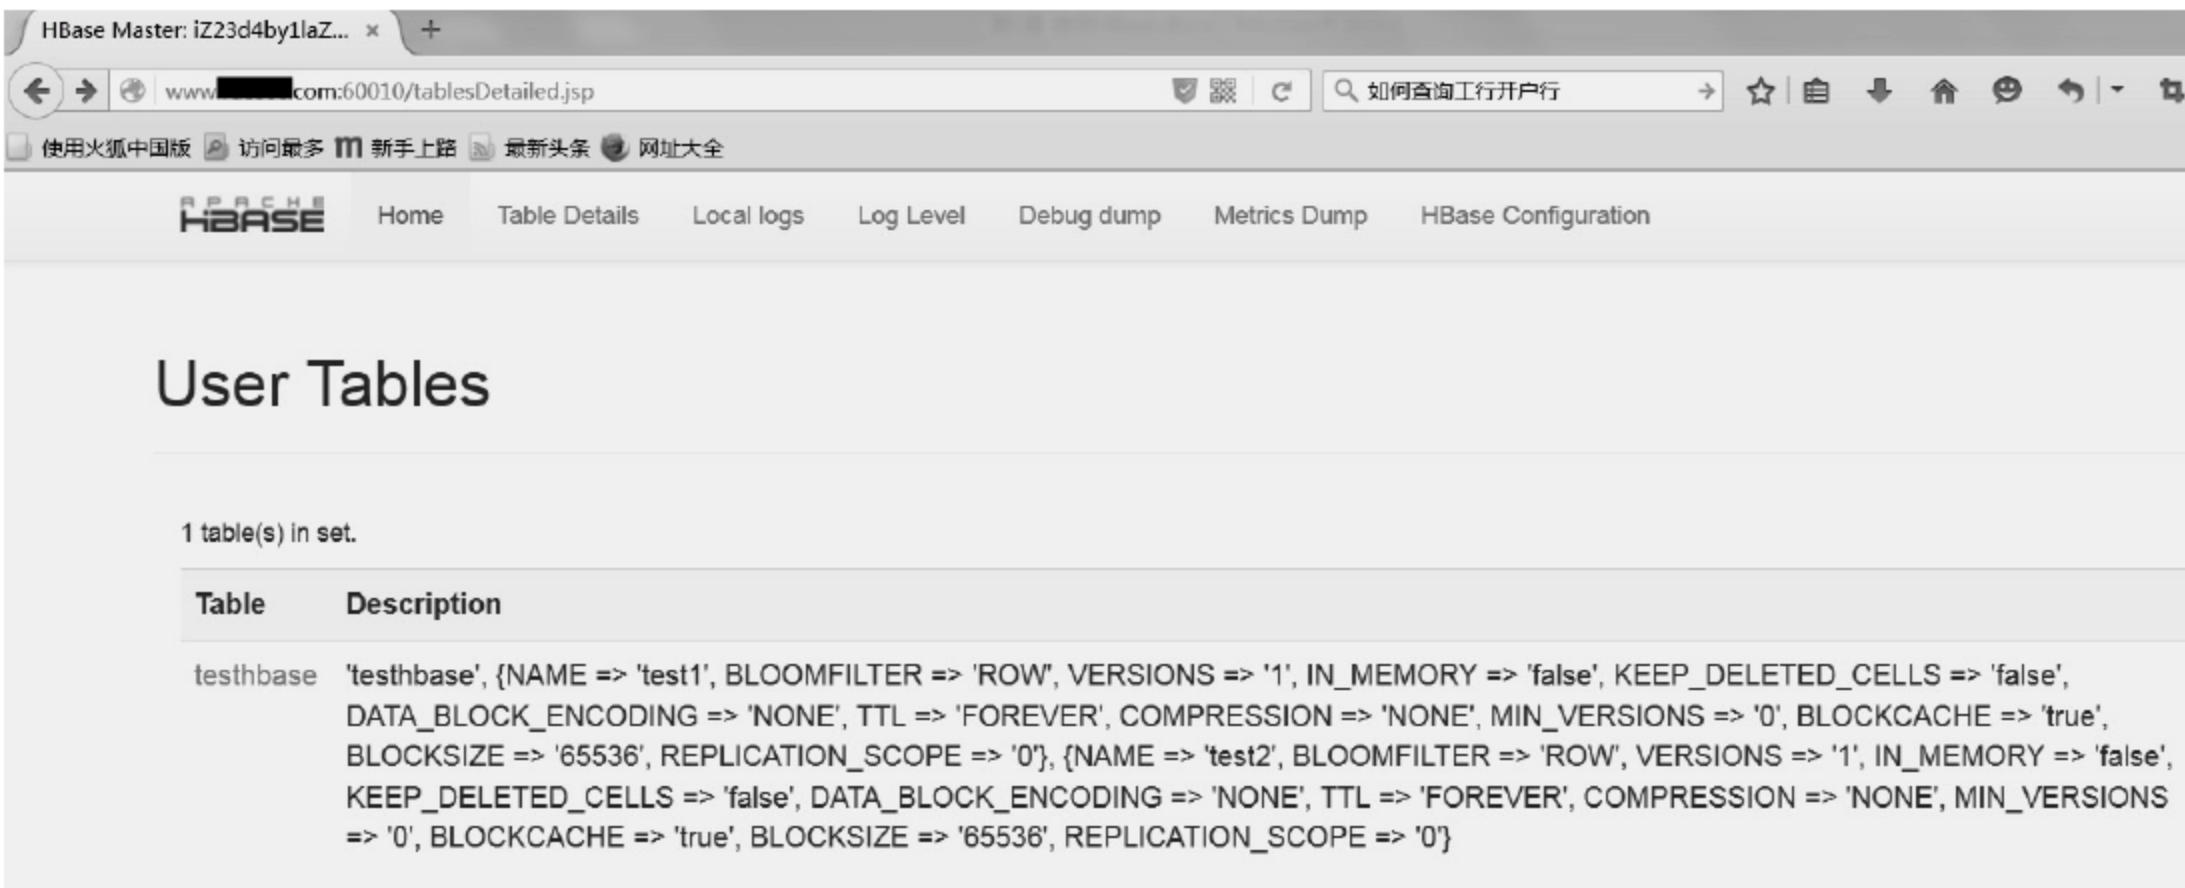 HBase Master: iZ23d4by1laZ... × +
www com:60010/tablesDetailed.jsp 如何查询工行开户行
使用火狐中国版 访问最多 m 新手上路 最新头条 网址大全
APACHE
HBASE Home Table Details Local logs Log Level Debug dump Metrics Dump HBase Configuration
User Tables
1 table(s) in set.
Table Description
testhbase 'testhbase', {NAME => 'test1', BLOOMFILTER => 'ROW', VERSIONS => '1', IN_MEMORY => 'false', KEEP_DELETED_CELLS => 'false',
DATA_BLOCK_ENCODING => 'NONE', TTL => 'FOREVER', COMPRESSION => 'NONE', MIN_VERSIONS => '0', BLOCKCACHE => 'true',
BLOCKSIZE => '65536', REPLICATION_SCOPE => '0'}, {NAME => 'test2', BLOOMFILTER => 'ROW', VERSIONS => '1', IN_MEMORY => 'false',
KEEP_DELETED_CELLS => 'false', DATA_BLOCK_ENCODING => 'NONE', TTL => 'FOREVER', COMPRESSION => 'NONE', MIN_VERSIONS
=> '0', BLOCKCACHE => 'true', BLOCKSIZE => '65536', REPLICATION_SCOPE => '0'}